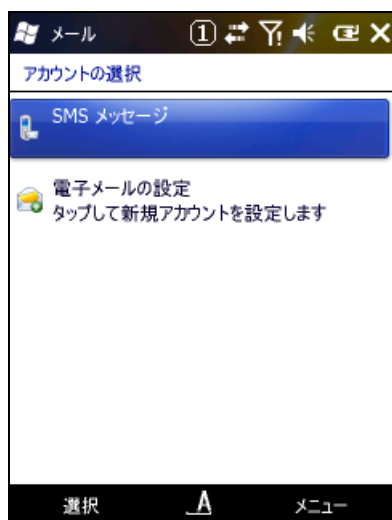 メール 1
アカウントの選択
SMS メッセージ
電子メールの設定
タップして新規アカウントを設定します
選択 A メニュー